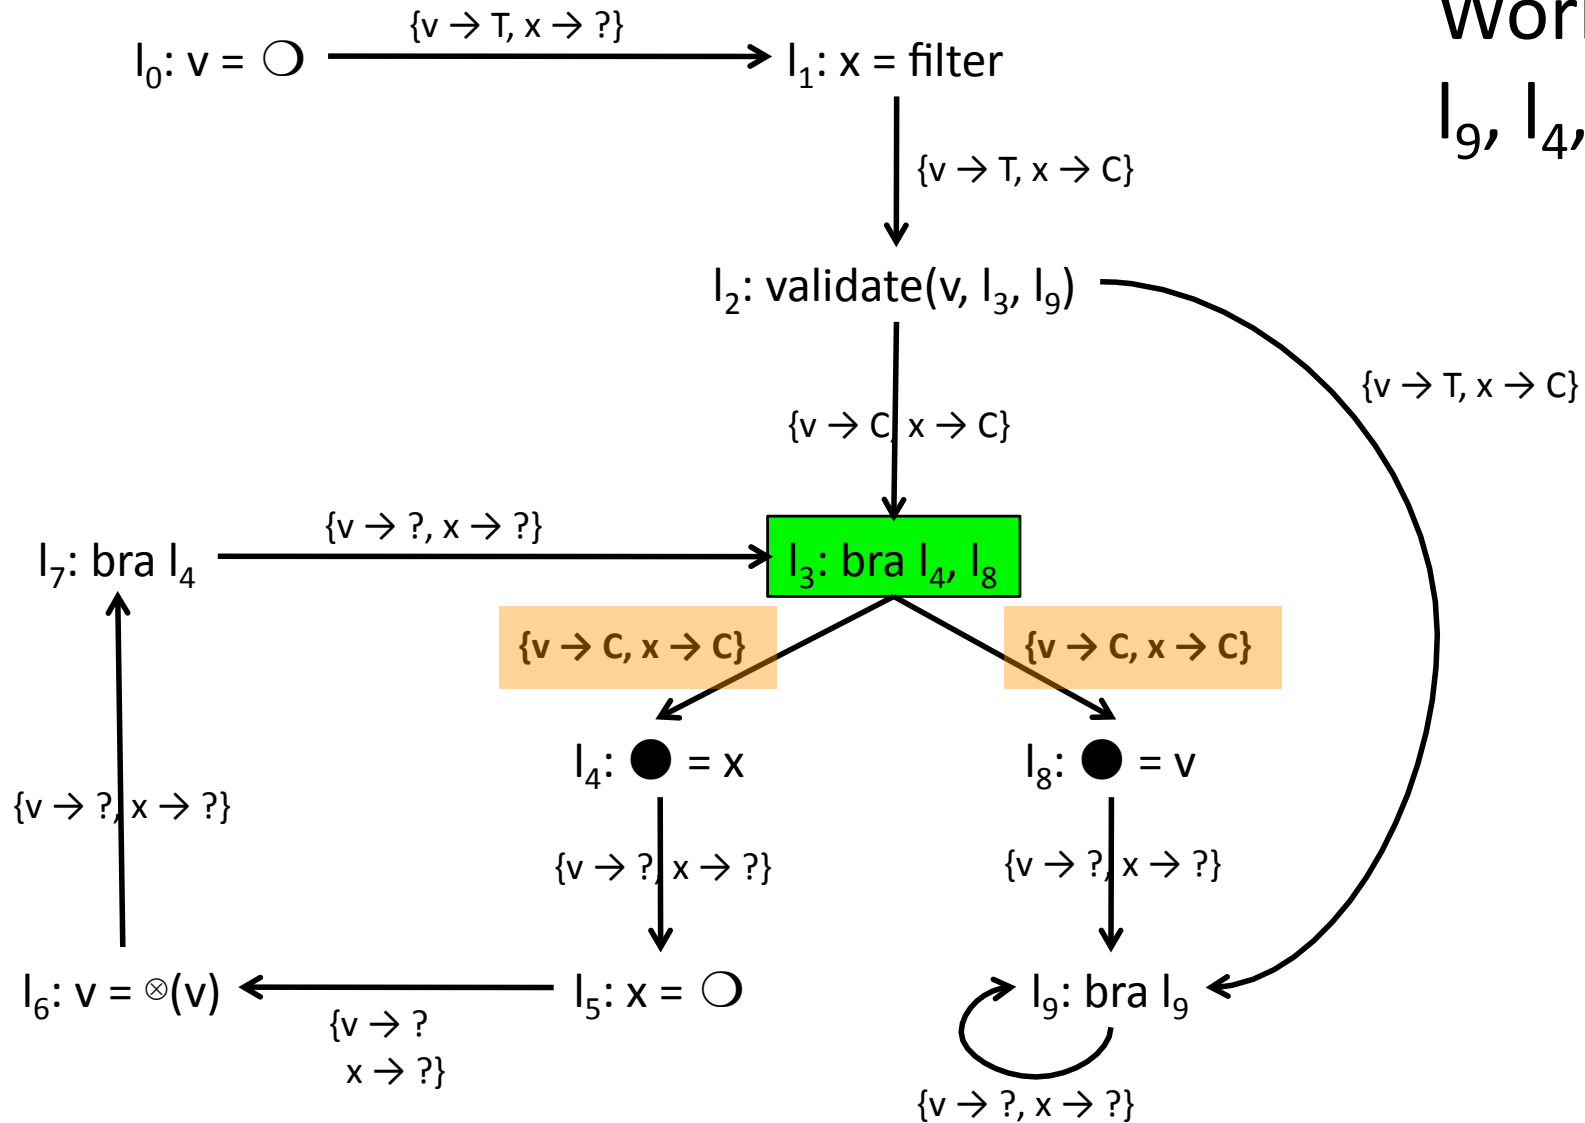 {v → T, x → ?}
Worl
l₀: v = ❍
l₁: x = filter
l₉, l₄,
{v → T, x → C}
l₂: validate(v, l₃, l₉)
{v → T, x → C}
{v → C, x → C}
{v → ?, x → ?}
l₇: bra l₄
l₃: bra l₄, l₈
{v → C, x → C}
{v → C, x → C}
l₄: ● = x
l₈: ● = v
{v → ?, x → ?}
{v → ?, x → ?}
{v → ?, x → ?}
l₆: v = ⊗(v)
l₅: x = ❍
l₉: bra l₉
{v → ?
x → ?}
{v → ?, x → ?}